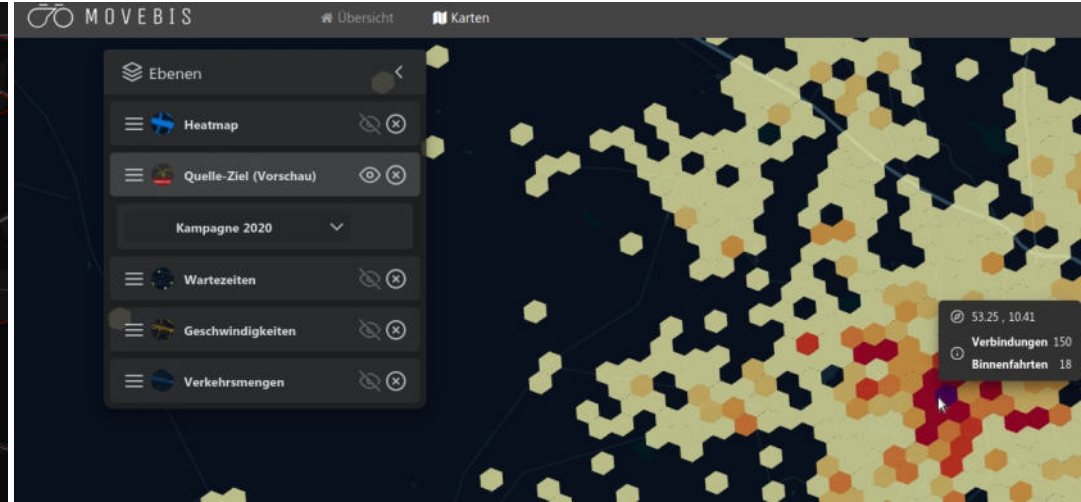 MOVEBIS
Übersicht
Karten
Ebenen
Heatmap
Quelle-Ziel (Vorschau)
Kampagne 2020
Wartezeiten
Geschwindigkeiten
Verkehrsmengen
53.25 , 10.41
Verbindungen 150
Binnenfahrten 18